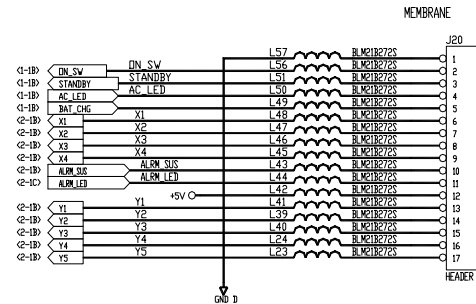 MEMBRANE
J20
L57 BLM21B272S 1
<1-1B> ON_SW ON_SW L56 BLM21B272S 2
<1-1B> STANDBY STANDBY L51 BLM21B272S 3
<1-1B> AC_LED AC_LED L50 BLM21B272S 4
<1-1B> BAT_CHG L49 BLM21B272S 5
<2-1B> X1 X1 L48 BLM21B272S 6
<2-1B> X2 X2 L47 BLM21B272S 7
<2-1B> X3 X3 L46 BLM21B272S 8
<2-1B> X4 X4 L45 BLM21B272S 9
<2-1B> ALRM_SUS ALRM_SUS L43 BLM21B272S 10
<2-1C> ALRM_LED ALRM_LED L44 BLM21B272S 11
+5V L42 BLM21B272S 12
<2-1B> Y1 Y1 L41 BLM21B272S 13
<2-1B> Y2 Y2 L39 BLM21B272S 14
<2-1B> Y3 Y3 L40 BLM21B272S 15
<2-1B> Y4 Y4 L24 BLM21B272S 16
<2-1B> Y5 Y5 L23 BLM21B272S 17
HEADER
GND D